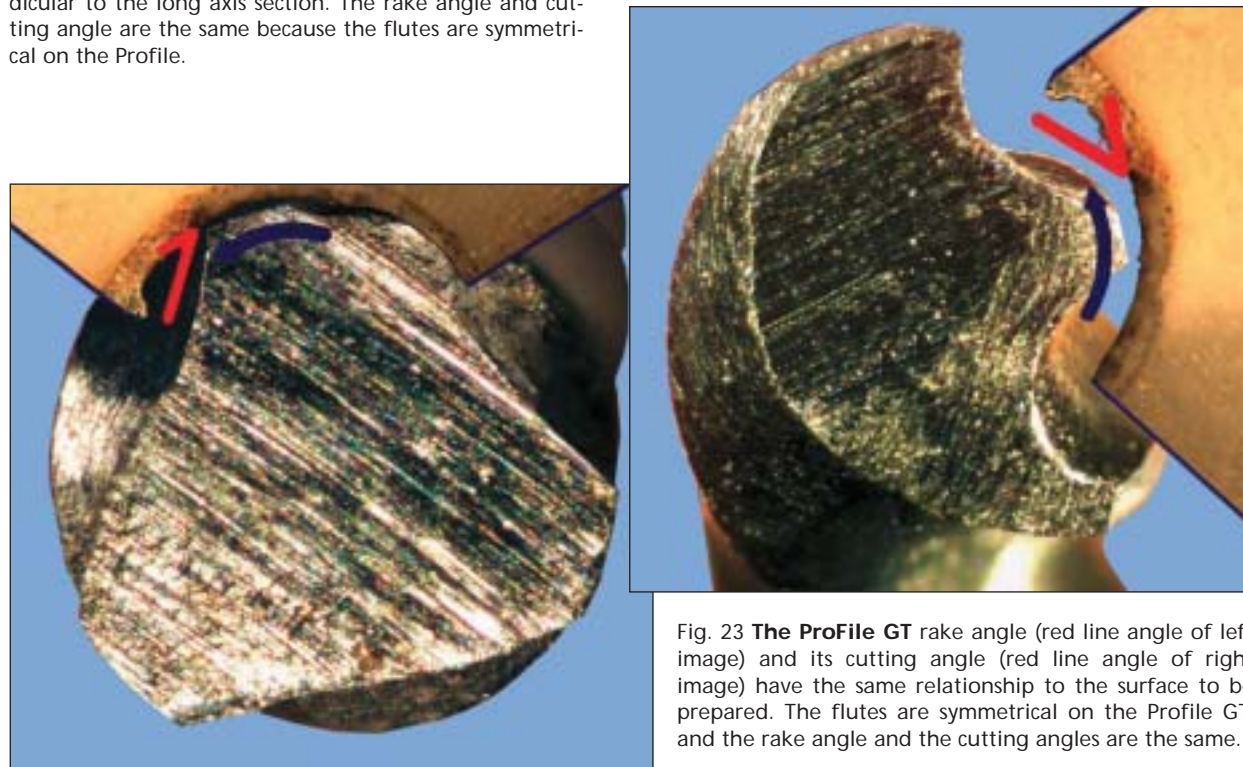 dicular to the long axis section. The rake angle and cut-
ting angle are the same because the flutes are symmetri-
cal on the Profile.
Fig. 23 The ProFile GT rake angle (red line angle of left
image) and its cutting angle (red line angle of righ
image) have the same relationship to the surface to be
prepared. The flutes are symmetrical on the Profile GT
and the rake angle and the cutting angles are the same.